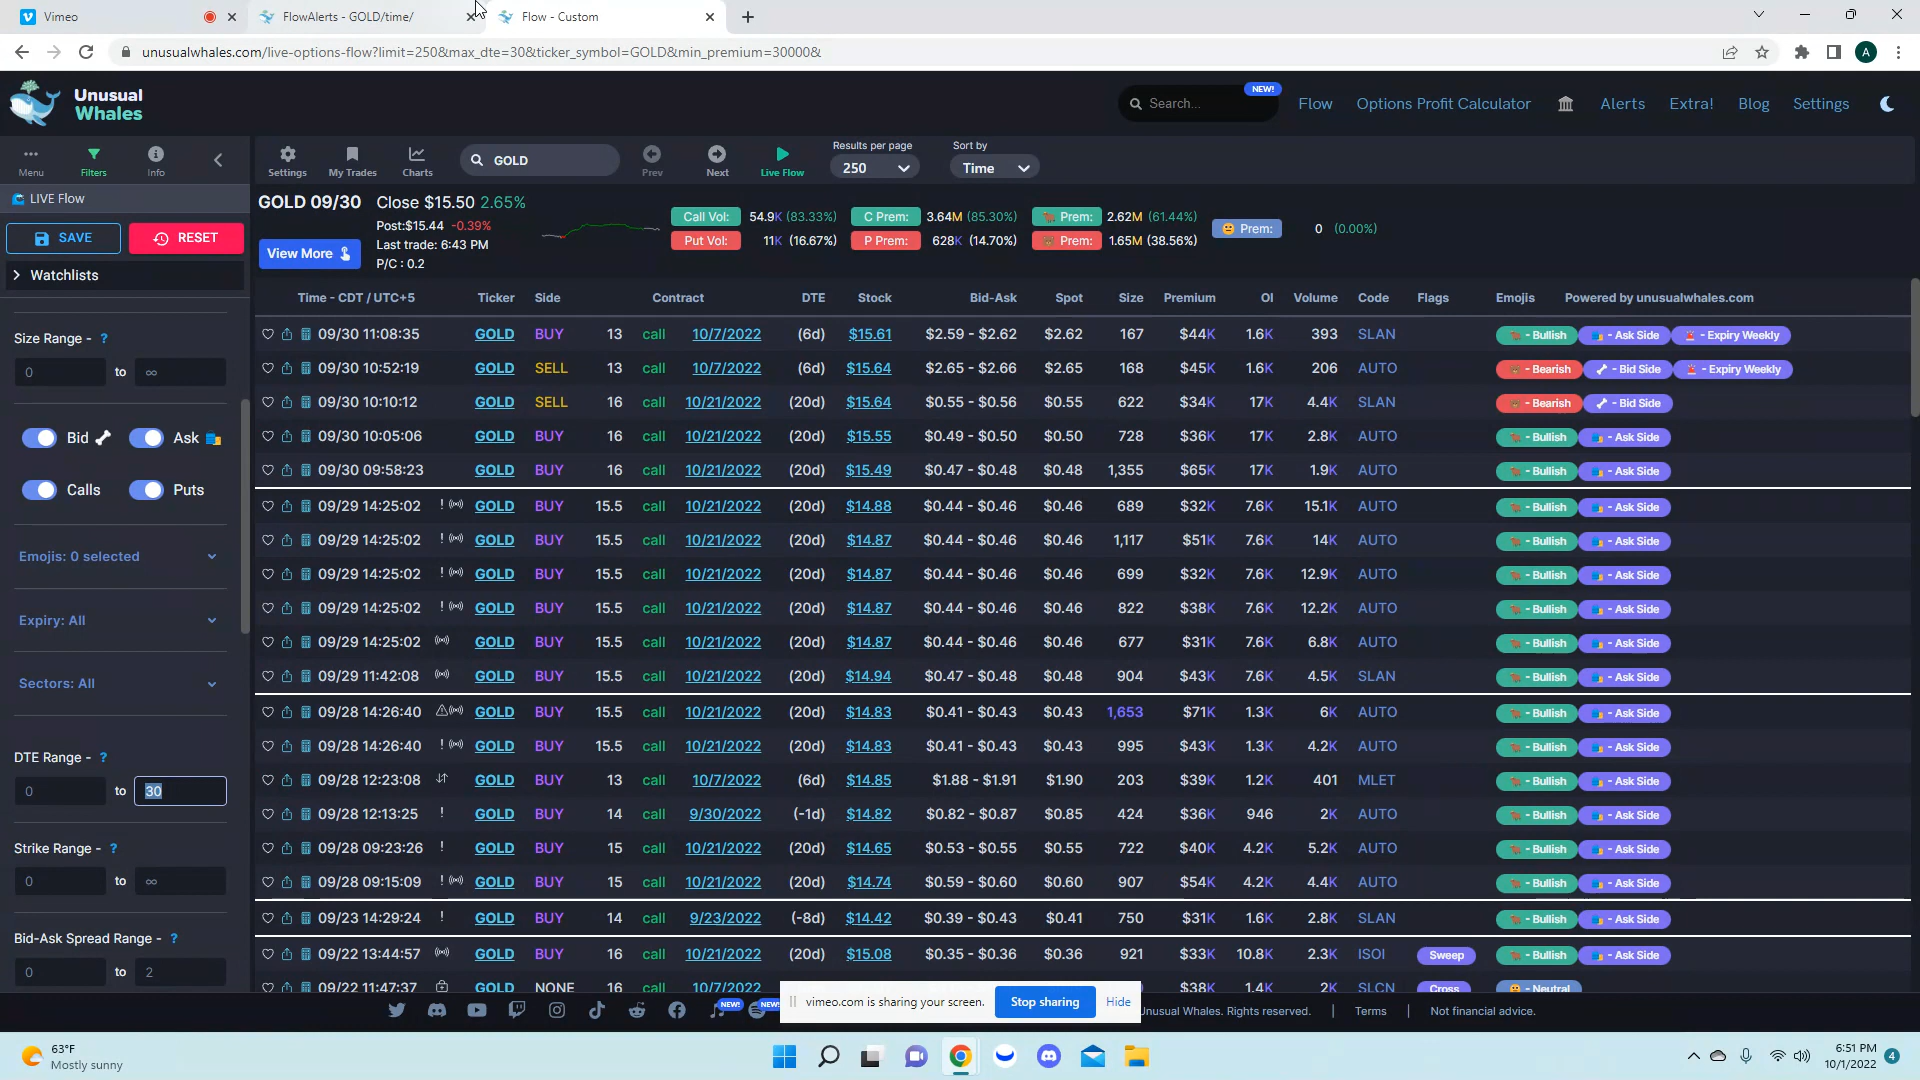 Vimeo
FlowAlerts - GOLD/time/
Flow - Custom
unusualwhales.com/live-options-flow?limit=250&max_dte=30&ticker_symbol=GOLD&min_premium=30000&
A
Unusual
Whales
Search...
NEW!
Flow
Options Profit Calculator
Alerts
Extra!
Blog
Settings
Menu
Filters
Info
Settings
My Trades
Charts
GOLD
Prev
Next
Live Flow
Results per page
250
Sort by
Time
LIVE Flow
SAVE
RESET
Watchlists
GOLD 09/30
Close $15.50 2.65%
Post:$15.44 -0.39%
Last trade: 6:43 PM
P/C : 0.2
View More
Call Vol: 54.9K (83.33%)
Put Vol: 11K (16.67%)
C Prem: 3.64M (85.30%)
P Prem: 628K (14.70%)
Prem: 2.62M (61.44%)
Prem: 1.65M (38.56%)
Prem: 0 (0.00%)
Size Range - ?
0 to ∞
Bid Ask
Calls Puts
Emojis: 0 selected
Expiry: All
Sectors: All
DTE Range - ?
0 to 30
Strike Range - ?
0 to ∞
Bid-Ask Spread Range - ?
0 to 2
Time - CDT / UTC+5 Ticker Side Contract DTE Stock Bid-Ask Spot Size Premium OI Volume Code Flags Emojis Powered by unusualwhales.com
09/30 11:08:35 GOLD BUY 13 call 10/7/2022 (6d) $15.61 $2.59 - $2.62 $2.62 167 $44K 1.6K 393 SLAN - Bullish - Ask Side - Expiry Weekly
09/30 10:52:19 GOLD SELL 13 call 10/7/2022 (6d) $15.64 $2.65 - $2.66 $2.65 168 $45K 1.6K 206 AUTO - Bearish - Bid Side - Expiry Weekly
09/30 10:10:12 GOLD SELL 16 call 10/21/2022 (20d) $15.64 $0.55 - $0.56 $0.55 622 $34K 17K 4.4K SLAN - Bearish - Bid Side
09/30 10:05:06 GOLD BUY 16 call 10/21/2022 (20d) $15.55 $0.49 - $0.50 $0.50 728 $36K 17K 2.8K AUTO - Bullish - Ask Side
09/30 09:58:23 GOLD BUY 16 call 10/21/2022 (20d) $15.49 $0.47 - $0.48 $0.48 1,355 $65K 17K 1.9K AUTO - Bullish - Ask Side
09/29 14:25:02 ! GOLD BUY 15.5 call 10/21/2022 (20d) $14.88 $0.44 - $0.46 $0.46 689 $32K 7.6K 15.1K AUTO - Bullish - Ask Side
09/29 14:25:02 ! GOLD BUY 15.5 call 10/21/2022 (20d) $14.87 $0.44 - $0.46 $0.46 1,117 $51K 7.6K 14K AUTO - Bullish - Ask Side
09/29 14:25:02 ! GOLD BUY 15.5 call 10/21/2022 (20d) $14.87 $0.44 - $0.46 $0.46 699 $32K 7.6K 12.9K AUTO - Bullish - Ask Side
09/29 14:25:02 ! GOLD BUY 15.5 call 10/21/2022 (20d) $14.87 $0.44 - $0.46 $0.46 822 $38K 7.6K 12.2K AUTO - Bullish - Ask Side
09/29 14:25:02 GOLD BUY 15.5 call 10/21/2022 (20d) $14.87 $0.44 - $0.46 $0.46 677 $31K 7.6K 6.8K AUTO - Bullish - Ask Side
09/29 11:42:08 GOLD BUY 15.5 call 10/21/2022 (20d) $14.94 $0.47 - $0.48 $0.48 904 $43K 7.6K 4.5K SLAN - Bullish - Ask Side
09/28 14:26:40 GOLD BUY 15.5 call 10/21/2022 (20d) $14.83 $0.41 - $0.43 $0.43 1,653 $71K 1.3K 6K AUTO - Bullish - Ask Side
09/28 14:26:40 ! GOLD BUY 15.5 call 10/21/2022 (20d) $14.83 $0.41 - $0.43 $0.43 995 $43K 1.3K 4.2K AUTO - Bullish - Ask Side
09/28 12:23:08 GOLD BUY 13 call 10/7/2022 (6d) $14.85 $1.88 - $1.91 $1.90 203 $39K 1.2K 401 MLET - Bullish - Ask Side
09/28 12:13:25 ! GOLD BUY 14 call 9/30/2022 (-1d) $14.82 $0.82 - $0.87 $0.85 424 $36K 946 2K AUTO - Bullish - Ask Side
09/28 09:23:26 ! GOLD BUY 15 call 10/21/2022 (20d) $14.65 $0.53 - $0.55 $0.55 722 $40K 4.2K 5.2K AUTO - Bullish - Ask Side
09/28 09:15:09 ! GOLD BUY 15 call 10/21/2022 (20d) $14.74 $0.59 - $0.60 $0.60 907 $54K 4.2K 4.4K AUTO - Bullish - Ask Side
09/23 14:29:24 ! GOLD BUY 14 call 9/23/2022 (-8d) $14.42 $0.39 - $0.43 $0.41 750 $31K 1.6K 2.8K SLAN - Bullish - Ask Side
09/22 13:44:57 GOLD BUY 16 call 10/21/2022 (20d) $15.08 $0.35 - $0.36 $0.36 921 $33K 10.8K 2.3K ISOI Sweep - Bullish - Ask Side
09/22 11:47:37 GOLD NONE 16 call 10/7/2022 $38K 1.4K 2K SLCN Cross - Neutral
NEW!
NEW!
vimeo.com is sharing your screen.
Stop sharing
Hide
Unusual Whales. Rights reserved.
|
Terms
|
Not financial advice.
63°F
Mostly sunny
6:51 PM
10/1/2022
4